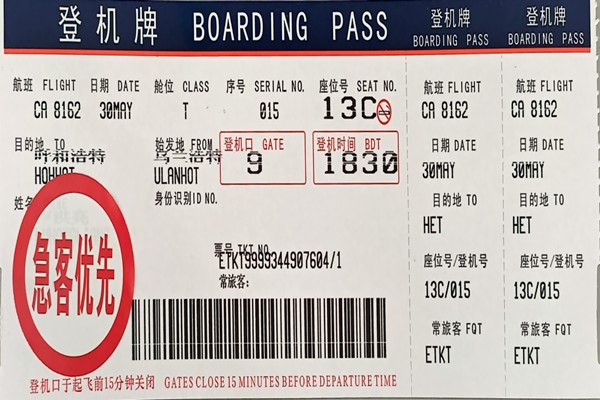 登机牌 BOARDING PASS 登机牌 BOARDING PASS 登机牌 BOARDING PASS
航班 FLIGHT 日期 DATE 舱位 CLASS 序号 SERIAL NO. 座位号 SEAT NO.
CA 8162 30MAY T 015 13C
目的地 TO 始发地 FROM 登机口 GATE 登机时间 BDT
呼和浩特 乌兰浩特 9 1830
HOHHOT ULANHOT
姓名 身份识别ID NO.
票号 TKT NO
ETKT9999344907604/1
常旅客:
急客优先
登机口于起飞前15分钟关闭 GATES CLOSE 15 MINUTES BEFORE DEPARTURE TIME
航班 FLIGHT
CA 8162
日期 DATE
30MAY
目的地 TO
HET
座位号/登机号
13C/015
常旅客 FQT
ETKT
航班 FLIGHT
CA 8162
日期 DATE
30MAY
目的地 TO
HET
座位号/登机号
13C/015
常旅客 FQT
ETKT